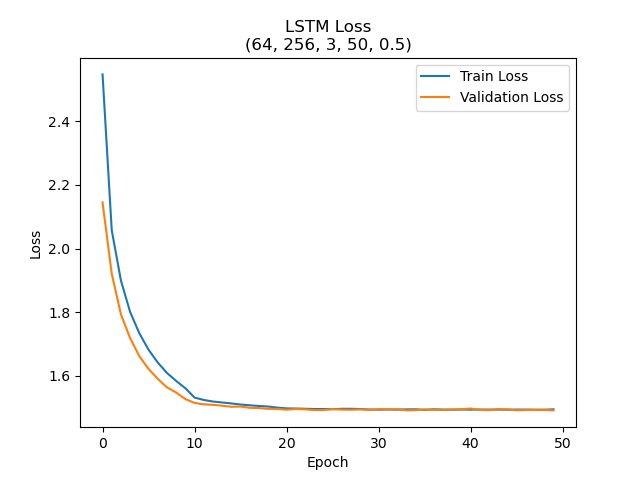 LSTM Loss
(64, 256, 3, 50, 0.5)
Train Loss
Validation Loss
2.4
2.2
2.0
1.8
1.6
Loss
0 10 20 30 40 50
Epoch